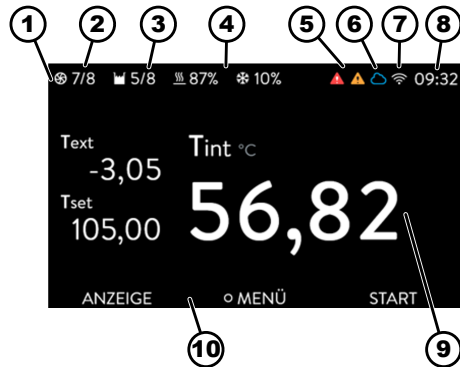 1 2 3 4 5 6 7 8
7/8 5/8 87% 10% 09:32
Text
-3,05
Tset
105,00
Tint °C
56,82
ANZEIGE MENÜ START
10 9